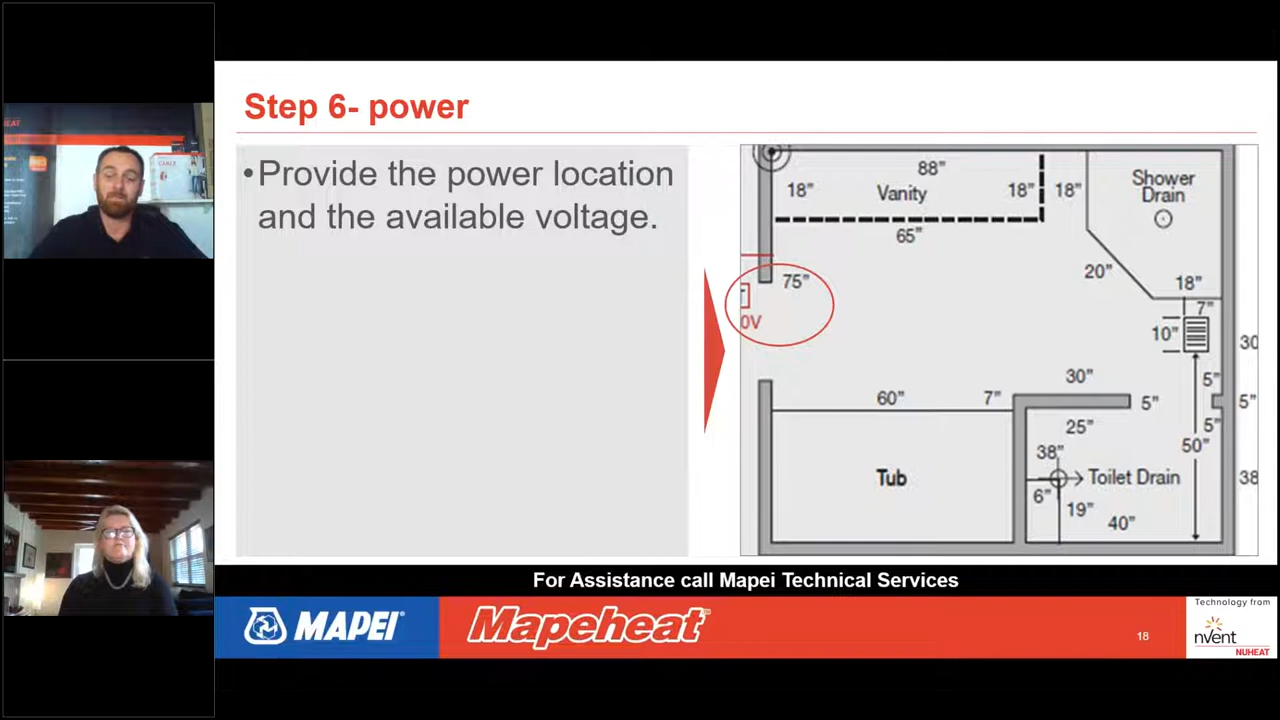 Step 6- power
•Provide the power location
and the available voltage.
88”
18”
Vanity
18”
18”
65”
Shower
Drain
75”
0V
20”
18”
7”
10”
30
30”
5”
60”
7”
5”
5”
5”
25”
38”
50”
Tub
Toilet Drain
38
6”
19”
40”
For Assistance call Mapei Technical Services
MAPEI®
Mapeheat™
18
Technology from
nvent
NUHEAT